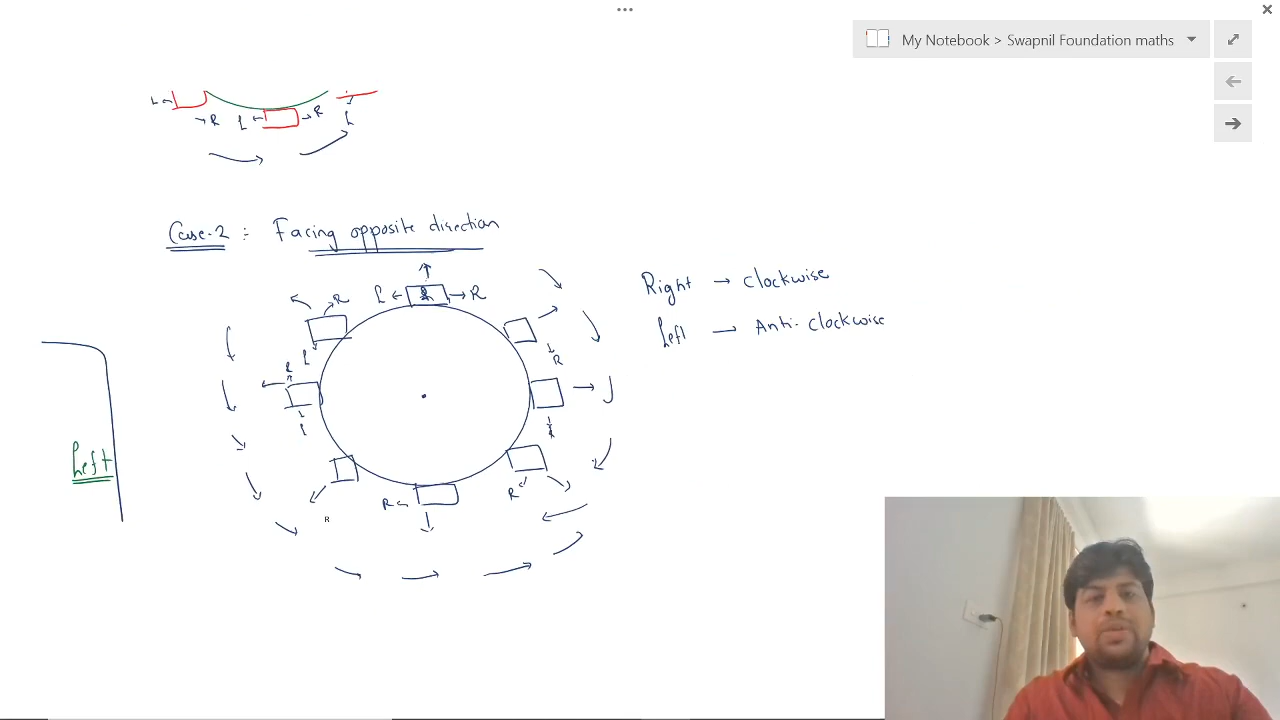 My Notebook > Swapnil Foundation maths
L R L R L
Case-2 : Facing opposite direction
Right → Clockwise
Left → Anti-clockwise
L R
R
L
R
R
R
Left